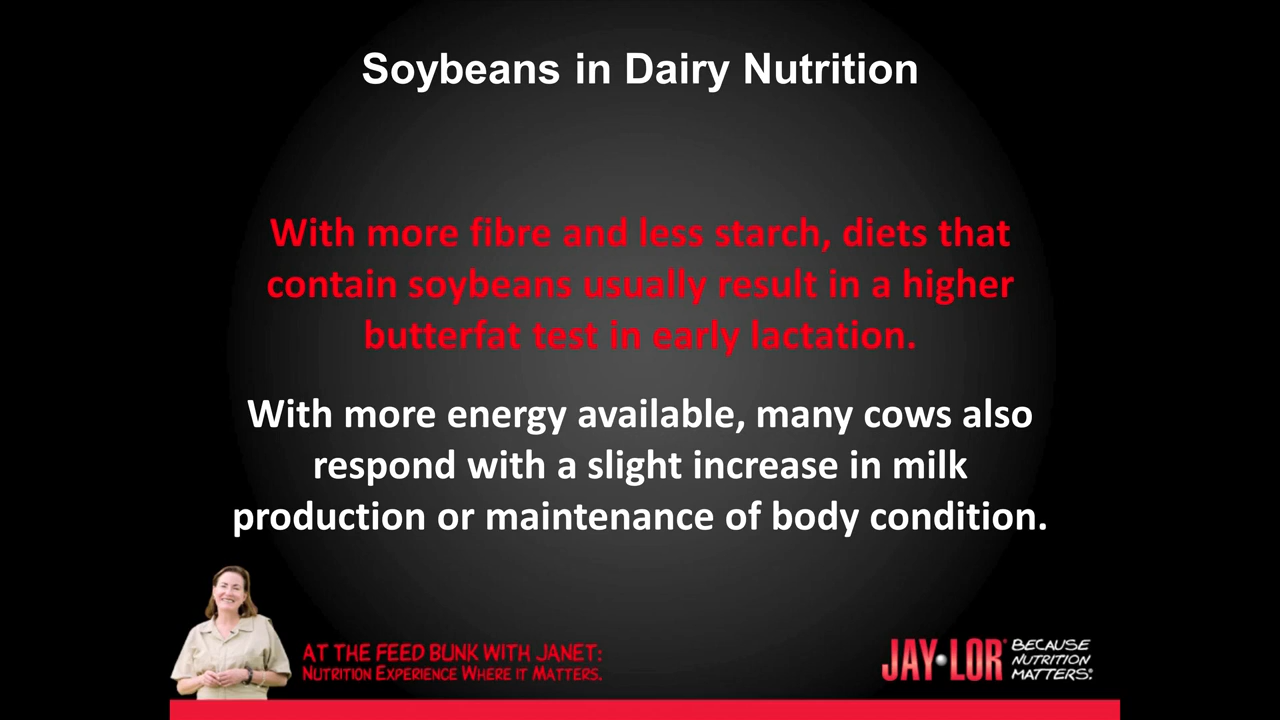 Soybeans in Dairy Nutrition
With more fibre and less starch, diets that
contain soybeans usually result in a higher
butterfat test in early lactation.
With more energy available, many cows also
respond with a slight increase in milk
production or maintenance of body condition.
AT THE FEED BUNK WITH JANET:
NUTRITION EXPERIENCE WHERE IT MATTERS.
JAY•LOR®
BECAUSE
NUTRITION
MATTERS.®